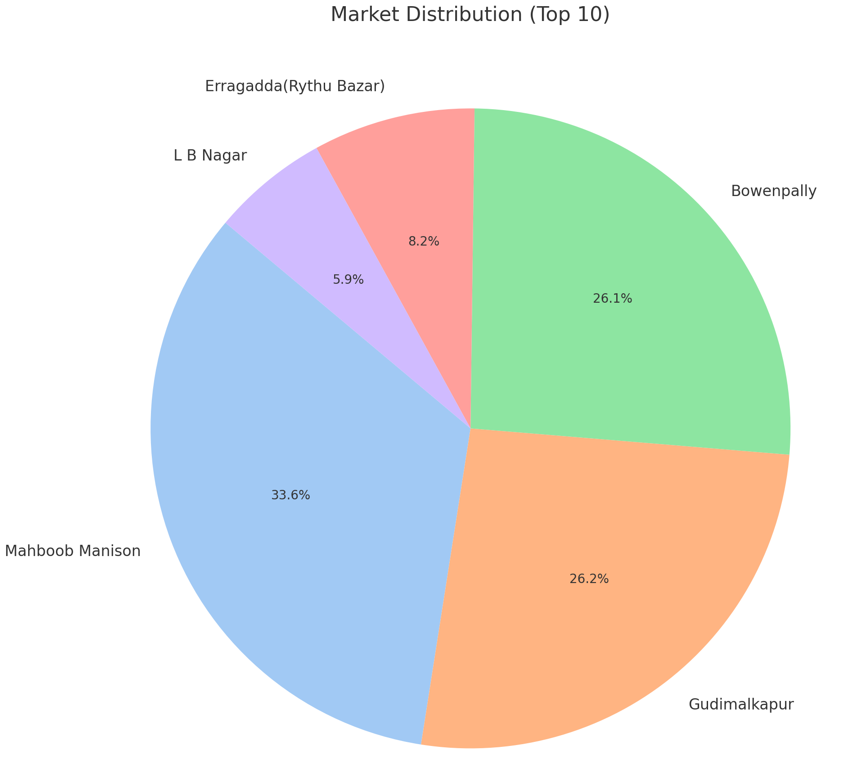 Market Distribution (Top 10)
Erragadda(Rythu Bazar)
L B Nagar
Bowenpally
8.2%
5.9%
26.1%
33.6%
Mahboob Manison
26.2%
Gudimalkapur